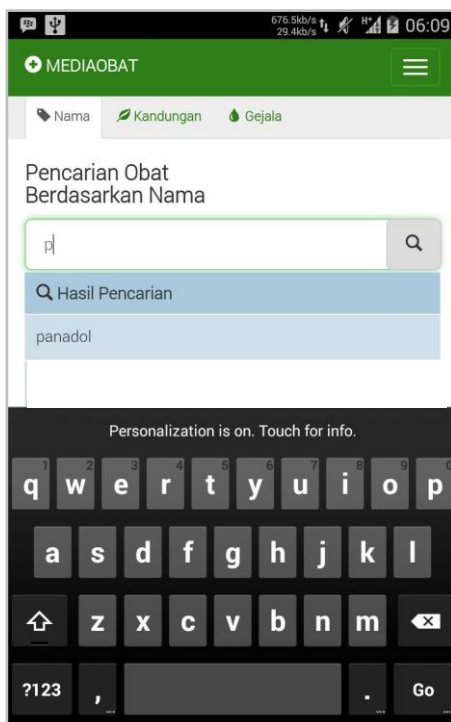 676.5kb/s
29.4kb/s
H+
06:09
MEDIAOBAT
Nama Kandungan Gejala
Pencarian Obat
Berdasarkan Nama
p
Hasil Pencarian
panadol
Personalization is on. Touch for info.
1 2 3 4 5 6 7 8 9 0
q w e r t y u i o p
a s d f g h j k l
z x c v b n m
?123 , ... . ... Go ...